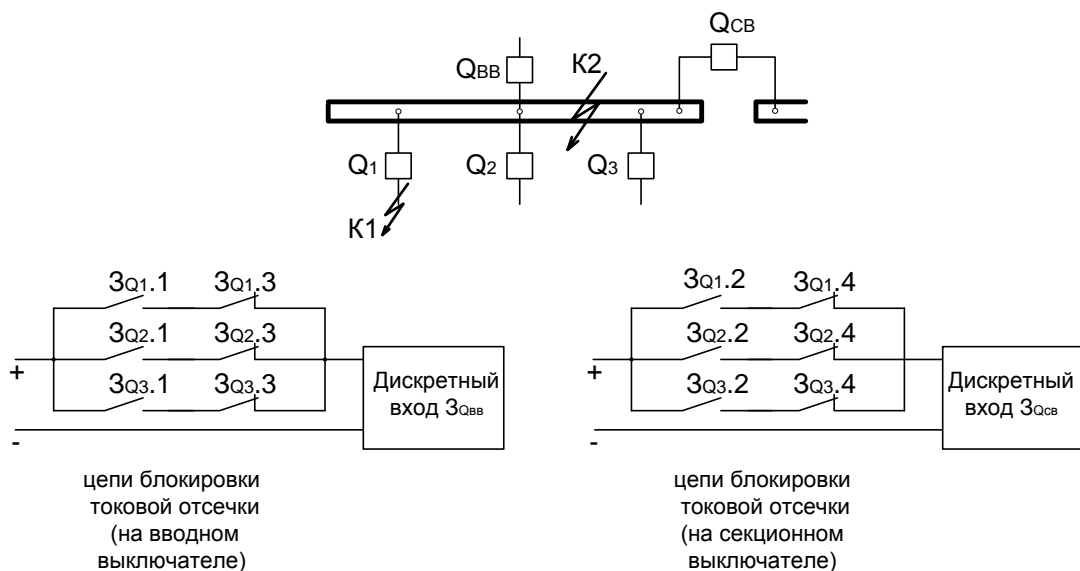 QСВ
QВВ
К2
Q1
Q2
Q3
К1
ЗQ1.1 ЗQ1.3
ЗQ2.1 ЗQ2.3
ЗQ3.1 ЗQ3.3
+
-
Дискретный
вход ЗQвв
цепи блокировки
токовой отсечки
(на вводном
выключателе)
ЗQ1.2 ЗQ1.4
ЗQ2.2 ЗQ2.4
ЗQ3.2 ЗQ3.4
+
-
Дискретный
вход ЗQсв
цепи блокировки
токовой отсечки
(на секционном
выключателе)